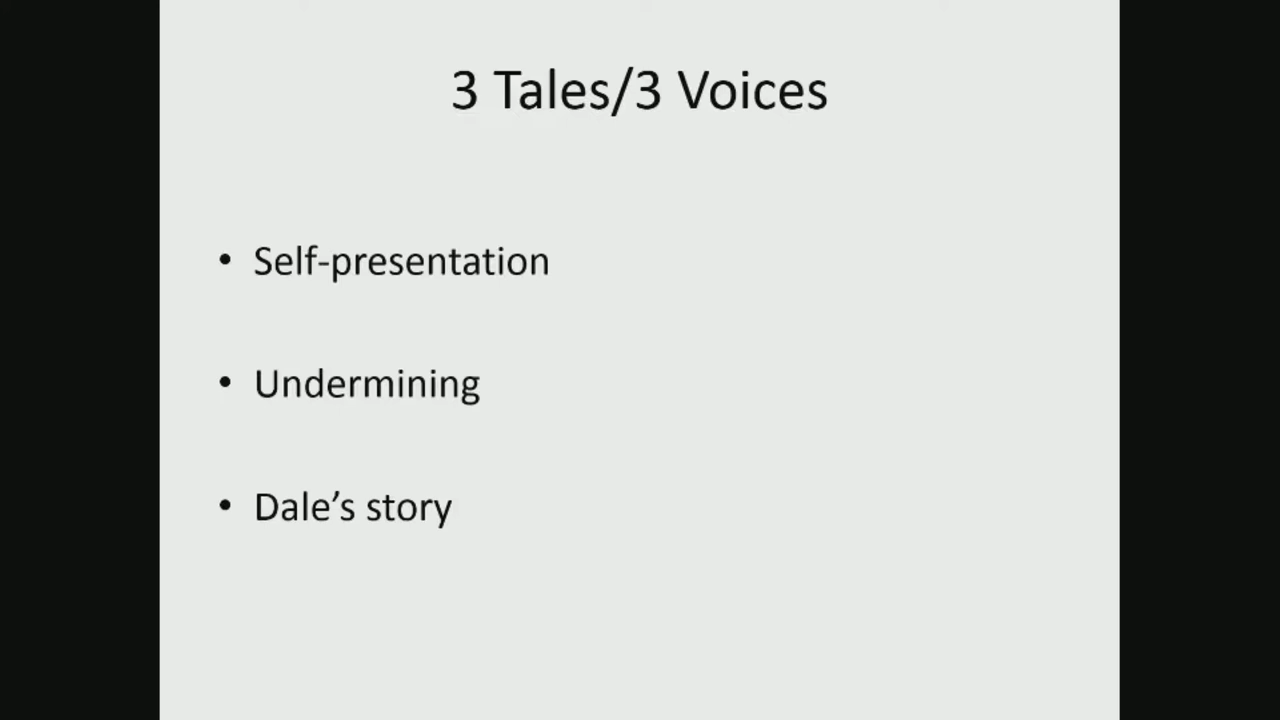 3 Tales/3 Voices
• Self-presentation
• Undermining
• Dale’s story